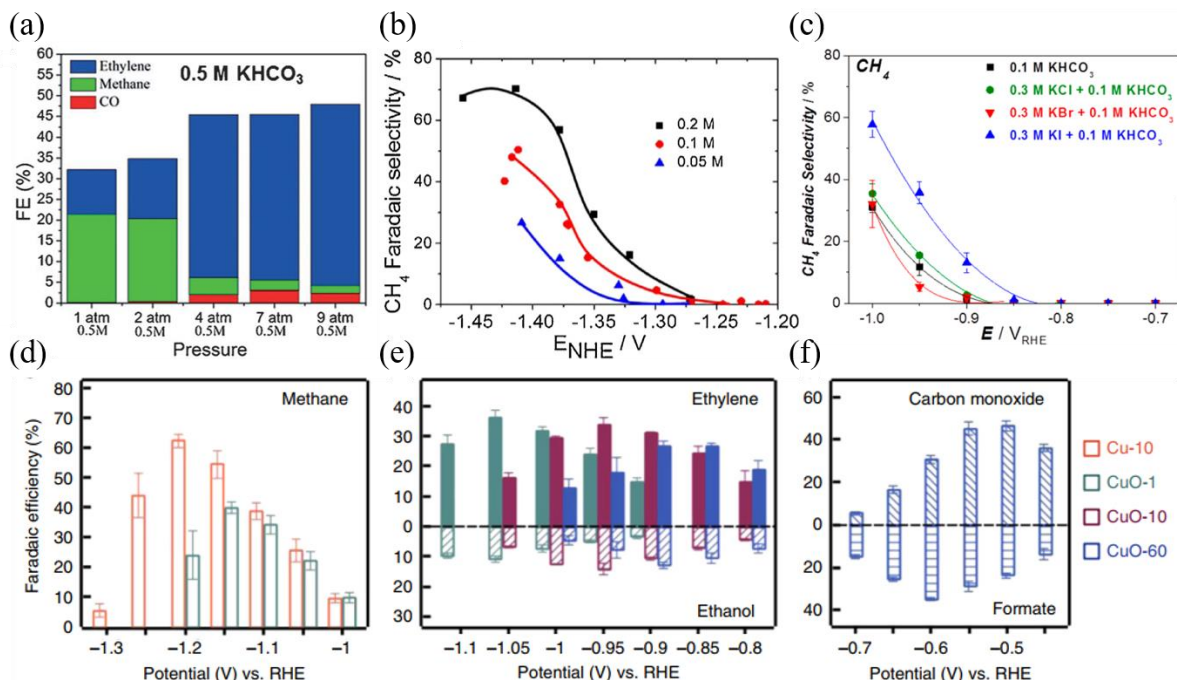 (a)
FE (%)
60
55
50
45
40
35
30
25
20
15
10
5
0
Ethylene
Methane
CO
0.5 M KHCO₃
1 atm 2 atm 4 atm 7 atm 9 atm
0.5M 0.5M 0.5M 0.5M 0.5M
Pressure
(b)
CH₄ Faradaic selectivity / %
80
60
40
20
0
0.2 M
0.1 M
0.05 M
-1.45 -1.40 -1.35 -1.30 -1.25 -1.20
E_NHE / V
(c)
CH₄ Faradaic Selectivity / %
80
60
40
20
0
CH₄
0.1 M KHCO₃
0.3 M KCl + 0.1 M KHCO₃
0.3 M KBr + 0.1 M KHCO₃
0.3 M KI + 0.1 M KHCO₃
-1.0 -0.9 -0.8 -0.7
E / V_RHE
(d)
Faradaic efficiency (%)
80
70
60
50
40
30
20
10
0
Methane
–1.3 –1.2 –1.1 –1
Potential (V) vs. RHE
(e)
40
30
20
10
0
10
20
30
Ethylene
Ethanol
–1.1 –1.05 –1 –0.95 –0.9 –0.85 –0.8
Potential (V) vs. RHE
(f)
60
40
20
0
20
40
Carbon monoxide
Formate
–0.7 –0.6 –0.5
Potential (V) vs. RHE
Cu-10
CuO-1
CuO-10
CuO-60